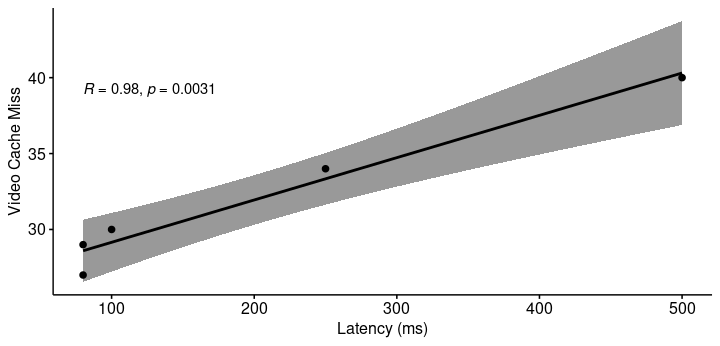 40
35
30
Video Cache Miss
R = 0.98, p = 0.0031
100
200
300
400
500
Latency (ms)